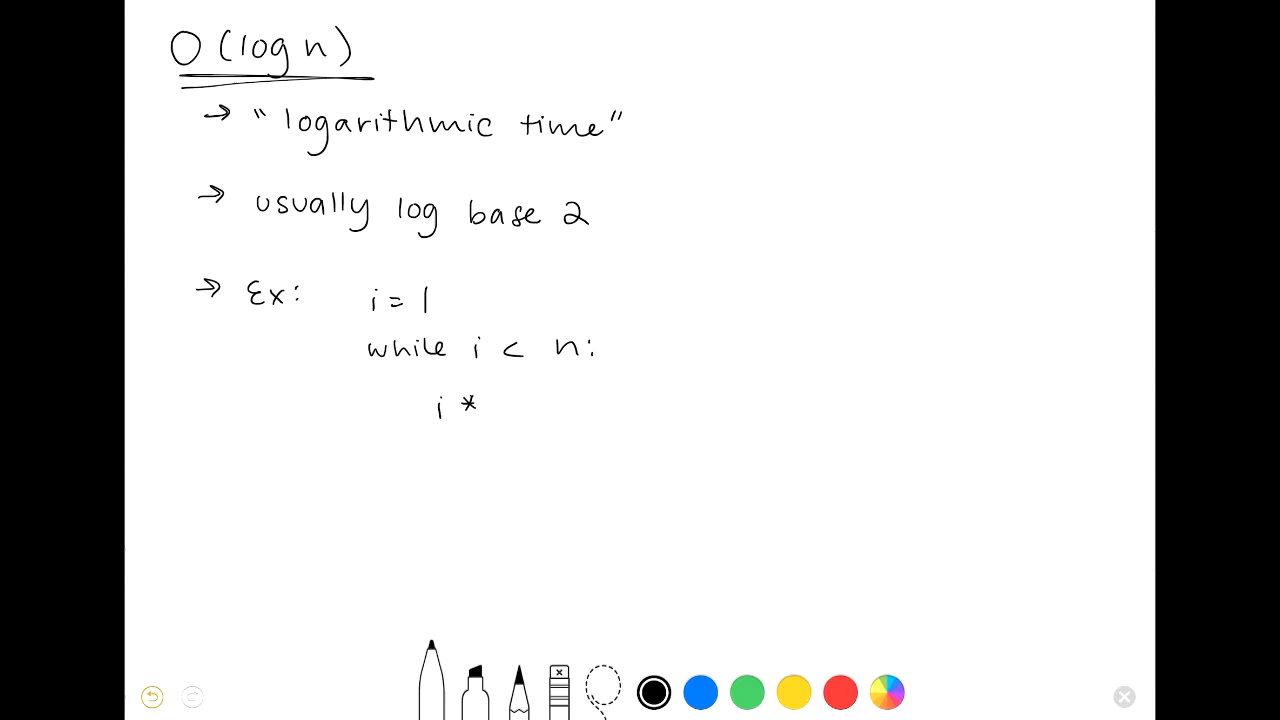 O(log n)
→ "logarithmic time"
→ usually log base 2
→ Ex: i = 1
while i < n:
i *